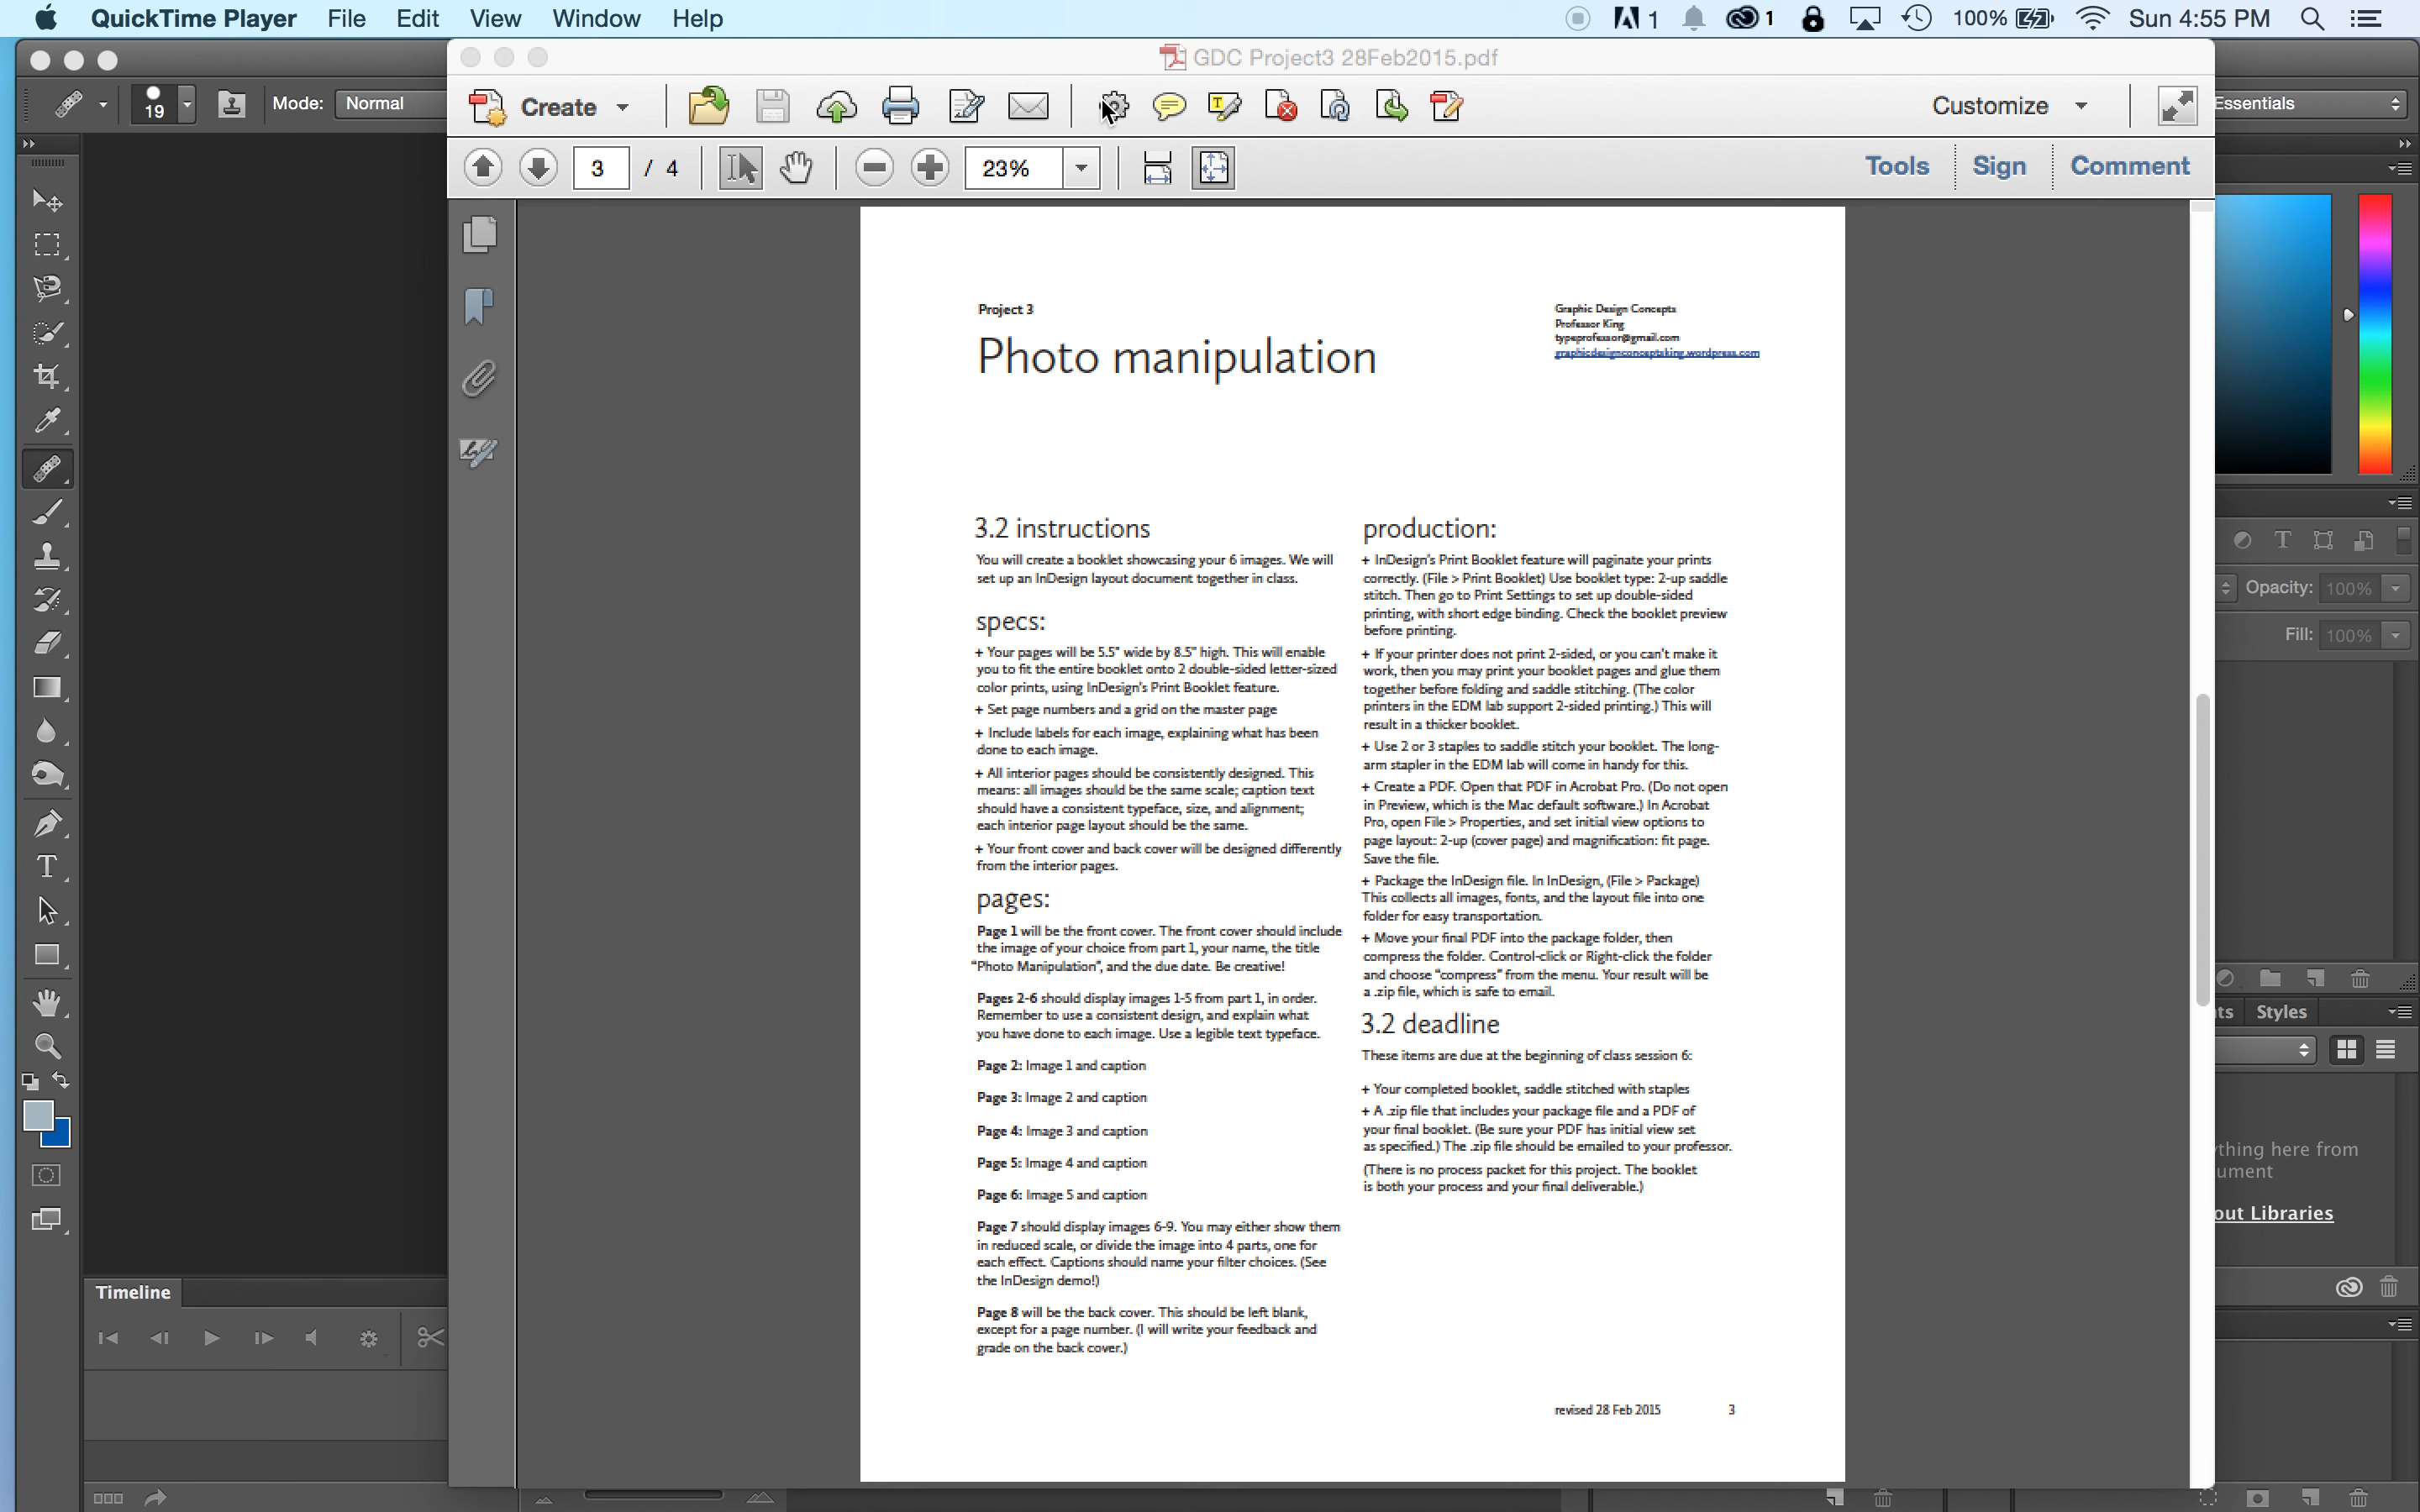 QuickTime Player File Edit View Window Help 1 1 100% Sun 4:55 PM
GDC Project3 28Feb2015.pdf
19 Mode: Normal Create Customize Essentials
3 / 4 23% Tools Sign Comment
Project 3
Photo manipulation
Graphic Design Concepts
Professor King
typeprofessor@gmail.com
graphicdesignconceptsking.wordpress.com
3.2 instructions
You will create a booklet showcasing your 6 images. We will
set up an InDesign layout document together in class.
specs:
+ Your pages will be 5.5" wide by 8.5" high. This will enable
you to fit the entire booklet onto 2 double-sided letter-sized
color prints, using InDesign's Print Booklet feature.
+ Set page numbers and a grid on the master page
+ Include labels for each image, explaining what has been
done to each image.
+ All interior pages should be consistently designed. This
means: all images should be the same scale; caption text
should have a consistent typeface, size, and alignment;
each interior page layout should be the same.
+ Your front cover and back cover will be designed differently
from the interior pages.
pages:
Page 1 will be the front cover. The front cover should include
the image of your choice from part 1, your name, the title
"Photo Manipulation", and the due date. Be creative!
Pages 2-6 should display images 1-5 from part 1, in order.
Remember to use a consistent design, and explain what
you have done to each image. Use a legible text typeface.
Page 2: Image 1 and caption
Page 3: Image 2 and caption
Page 4: Image 3 and caption
Page 5: Image 4 and caption
Page 6: Image 5 and caption
Page 7 should display images 6-9. You may either show them
in reduced scale, or divide the image into 4 parts, one for
each effect. Captions should name your filter choices. (See
the InDesign demo!)
Page 8 will be the back cover. This should be left blank,
except for a page number. (I will write your feedback and
grade on the back cover.)
production:
+ InDesign's Print Booklet feature will paginate your prints
correctly. (File > Print Booklet) Use booklet type: 2-up saddle
stitch. Then go to Print Settings to set up double-sided
printing, with short edge binding. Check the booklet preview
before printing.
+ If your printer does not print 2-sided, or you can't make it
work, then you may print your booklet pages and glue them
together before folding and saddle stitching. (The color
printers in the EDM lab support 2-sided printing.) This will
result in a thicker booklet.
+ Use 2 or 3 staples to saddle stitch your booklet. The long-
arm stapler in the EDM lab will come in handy for this.
+ Create a PDF. Open that PDF in Acrobat Pro. (Do not open
in Preview, which is the Mac default software.) In Acrobat
Pro, open File > Properties, and set initial view options to
page layout: 2-up (cover page) and magnification: fit page.
Save the file.
+ Package the InDesign file. In InDesign, (File > Package)
This collects all images, fonts, and the layout file into one
folder for easy transportation.
+ Move your final PDF into the package folder, then
compress the folder. Control-click or Right-click the folder
and choose "compress" from the menu. Your result will be
a .zip file, which is safe to email.
3.2 deadline
These items are due at the beginning of class session 6:
+ Your completed booklet, saddle stitched with staples
+ A .zip file that includes your package file and a PDF of
your final booklet. (Be sure your PDF has initial view set
as specified.) The .zip file should be emailed to your professor.
(There is no process packet for this project. The booklet
is both your process and your final deliverable.)
revised 28 Feb 2015 3
Opacity: 100%
Fill: 100%
ts Styles
ything here from
ument
out Libraries
Timeline